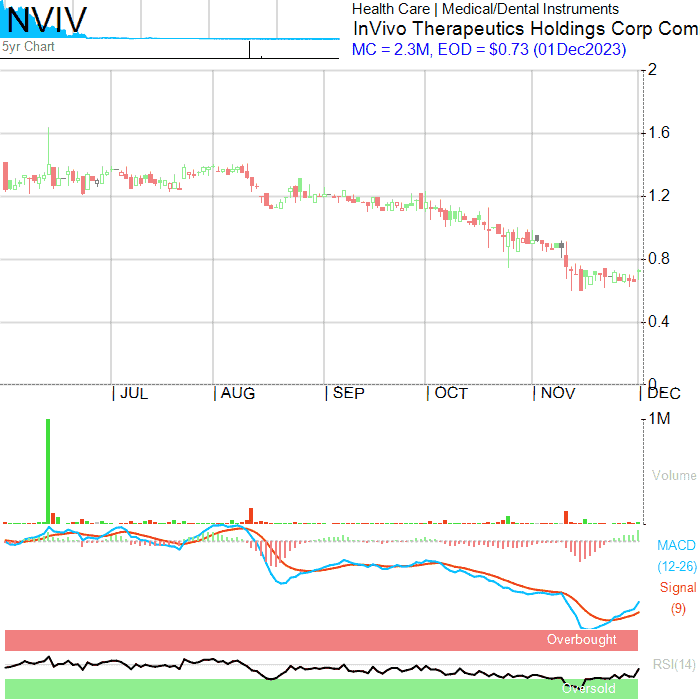 NVIV
5yr Chart
Health Care | Medical/Dental Instruments
InVivo Therapeutics Holdings Corp Com
MC = 2.3M, EOD = $0.73 (01Dec2023)
2
1.6
1.2
0.8
0.4
0
JUL AUG SEP OCT NOV DEC
1M
Volume
MACD
(12-26)
Signal
(9)
Overbought
RSI(14)
Oversold